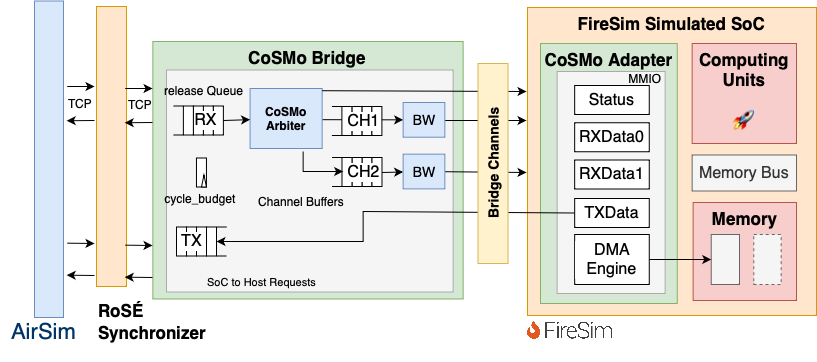 FireSim Simulated SoC
CoSMo Bridge
CoSMo Adapter
Computing
Units
MMIO
release Queue
TCP
TCP
RX
CoSMo
Arbiter
CH1
BW
Status
RXData0
CH2
BW
RXData1
Memory Bus
cycle_budget
Channel Buffers
Bridge Channels
TXData
Memory
TX
DMA
Engine
SoC to Host Requests
AirSim
RoSÉ
Synchronizer
FireSim